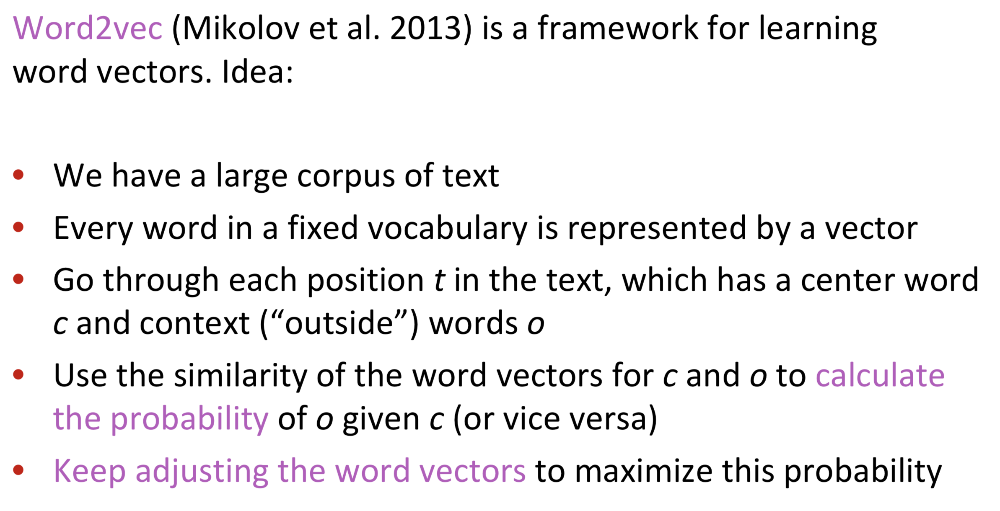 Word2vec (Mikolov et al. 2013) is a framework for learning
word vectors. Idea:
• We have a large corpus of text
• Every word in a fixed vocabulary is represented by a vector
• Go through each position t in the text, which has a center word
c and context (“outside”) words o
• Use the similarity of the word vectors for c and o to calculate
the probability of o given c (or vice versa)
• Keep adjusting the word vectors to maximize this probability